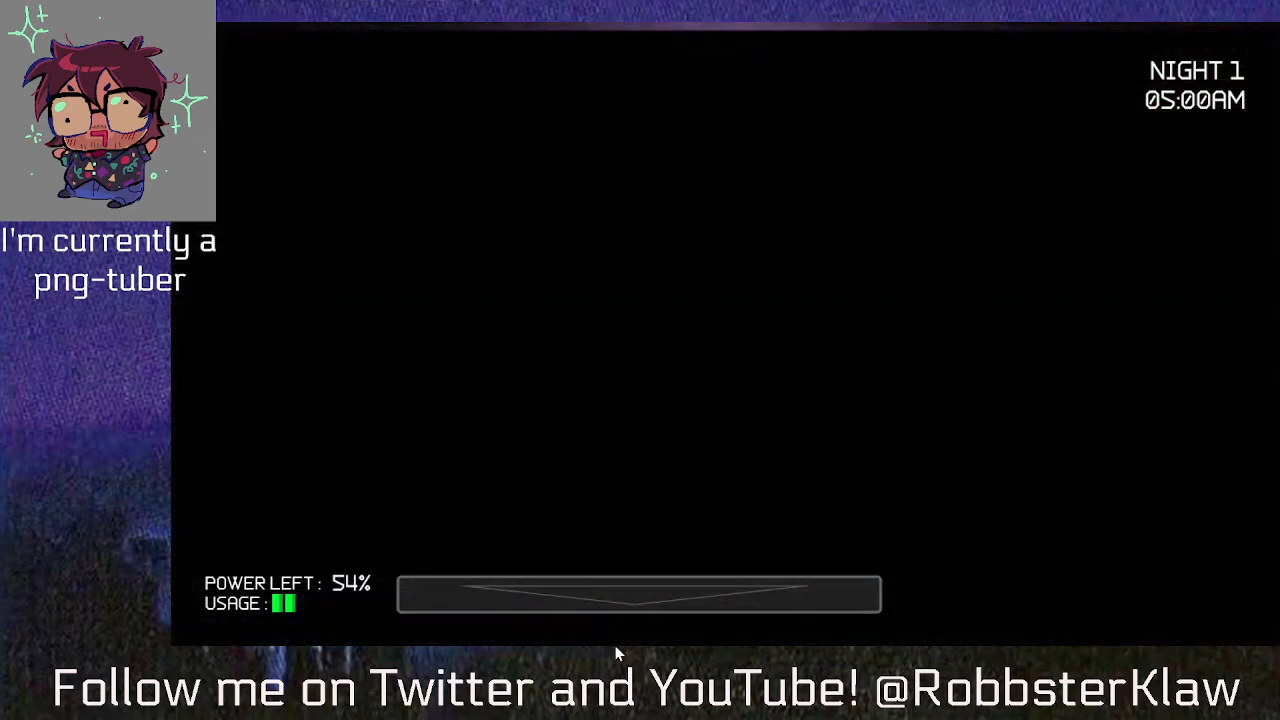 NIGHT 1
05:00AM
I'm currently a
png-tuber
POWER LEFT : 54%
USAGE :
Follow me on Twitter and YouTube! @RobbsterKlaw